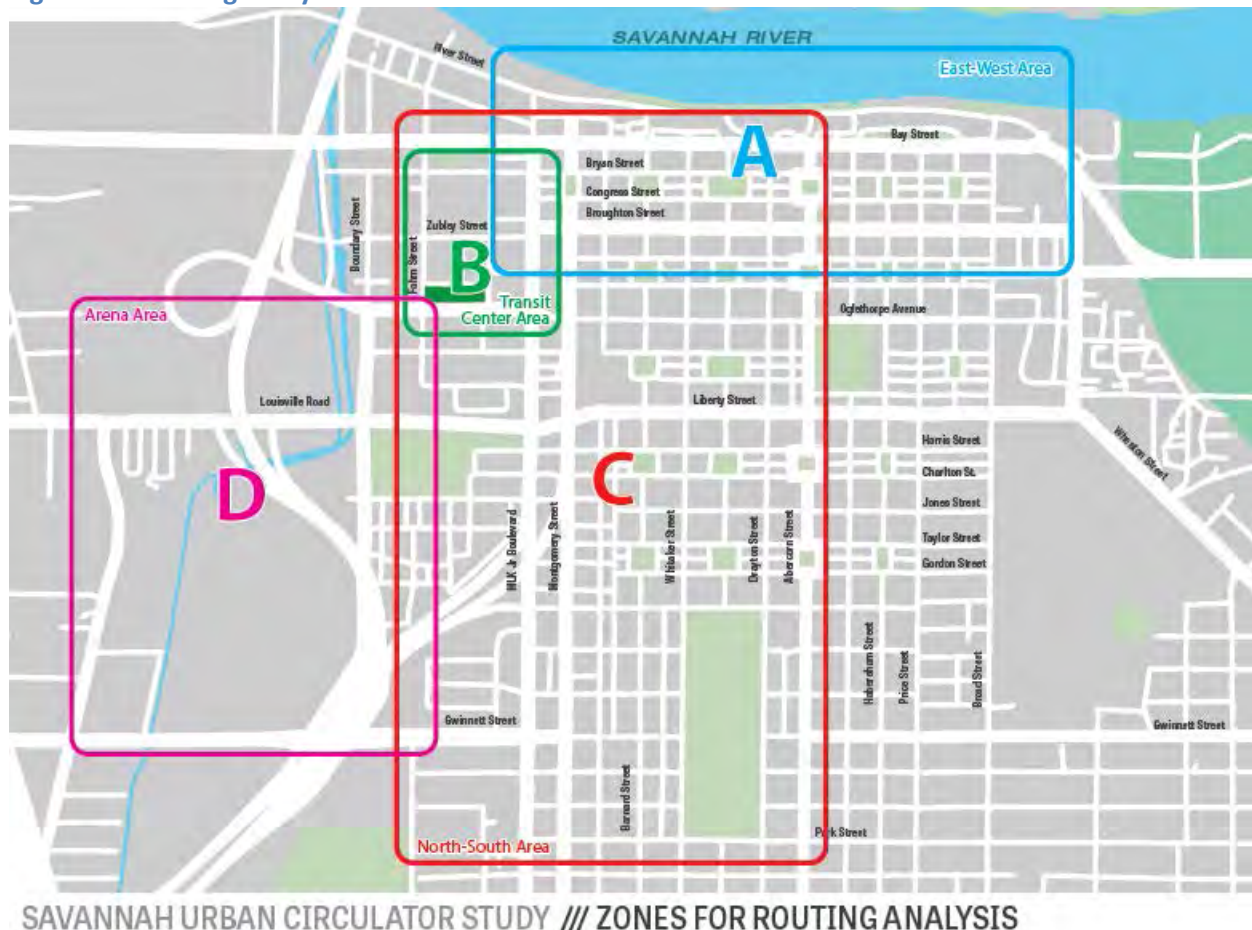 SAVANNAH RIVER
River Street
East-West Area
A
Bay Street
Bryan Street
Congress Street
Broughton Street
Boundary Street
Zubley Street
Fahm Street
B
Transit
Center Area
Arena Area
Oglethorpe Avenue
Louisville Road
Liberty Street
Harris Street
Charlton St.
Jones Street
Taylor Street
Gordon Street
Wheaton Street
D
C
MLK Jr Boulevard
Montgomery Street
Whitaker Street
Drayton Street
Abercorn Street
Habersham Street
Price Street
Broad Street
Gwinnett Street
Gwinnett Street
Barnard Street
Park Street
North-South Area
SAVANNAH URBAN CIRCULATOR STUDY /// ZONES FOR ROUTING ANALYSIS